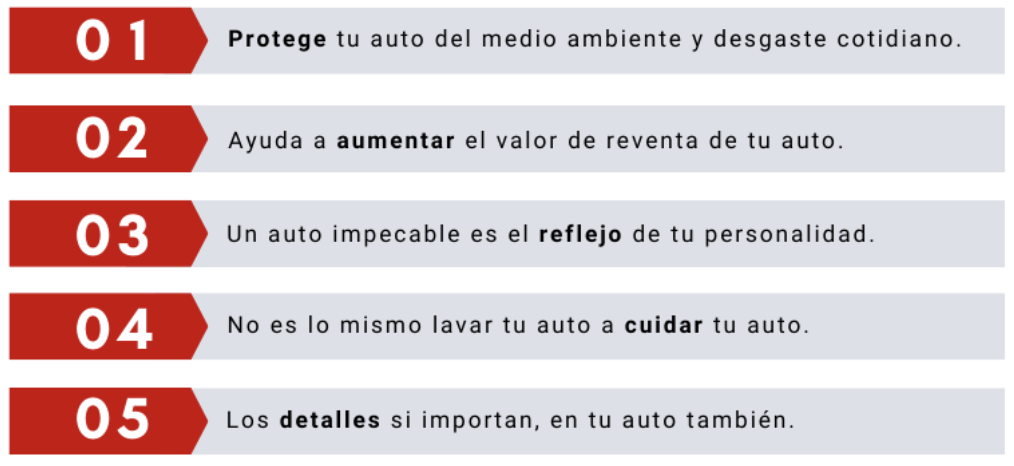 01 Protege tu auto del medio ambiente y desgaste cotidiano.
02 Ayuda a aumentar el valor de reventa de tu auto.
03 Un auto impecable es el reflejo de tu personalidad.
04 No es lo mismo lavar tu auto a cuidar tu auto.
05 Los detalles si importan, en tu auto también.